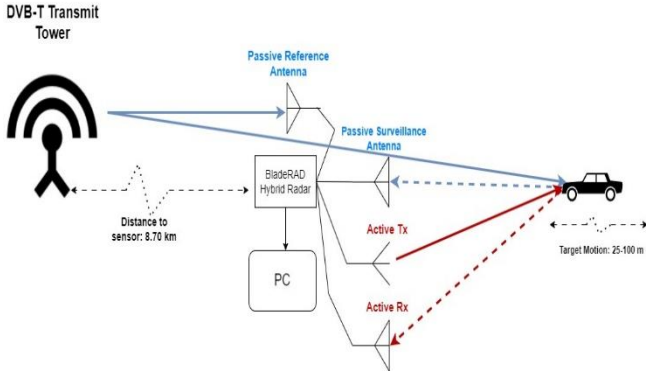 DVB-T Transmit
Tower
Passive Reference
Antenna
Passive Surveillance
Antenna
BladeRAD
Hybrid Radar
Distance to
sensor: 8.70 km
Active Tx
Target Motion: 25-100 m
PC
Active Rx